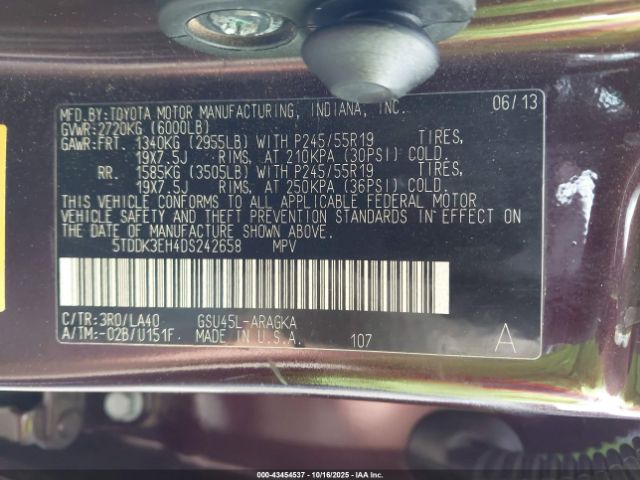 MFD.BY:TOYOTA MOTOR MANUFACTURING, INDIANA, INC. 06/13
GVWR:2720KG (6000LB)
GAWR:FRT. 1340KG (2955LB) WITH P245/55R19 TIRES,
19X7.5J RIMS, AT 210KPA (30PSI) COLD.
RR. 1585KG (3505LB) WITH P245/55R19 TIRES,
19X7.5J RIMS, AT 250KPA (36PSI) COLD.
THIS VEHICLE CONFORMS TO ALL APPLICABLE FEDERAL MOTOR
VEHICLE SAFETY AND THEFT PREVENTION STANDARDS IN EFFECT ON
THE DATE OF MANUFACTURE SHOWN ABOVE.
5TDDK3EH4DS242658 MPV
C/TR:3R0/LA40 GSU45L-ARAGKA
A/TM:-02B/U151F MADE IN U.S.A. 107 A
000-43454537 - 10/16/2025 - IAAI, Inc.